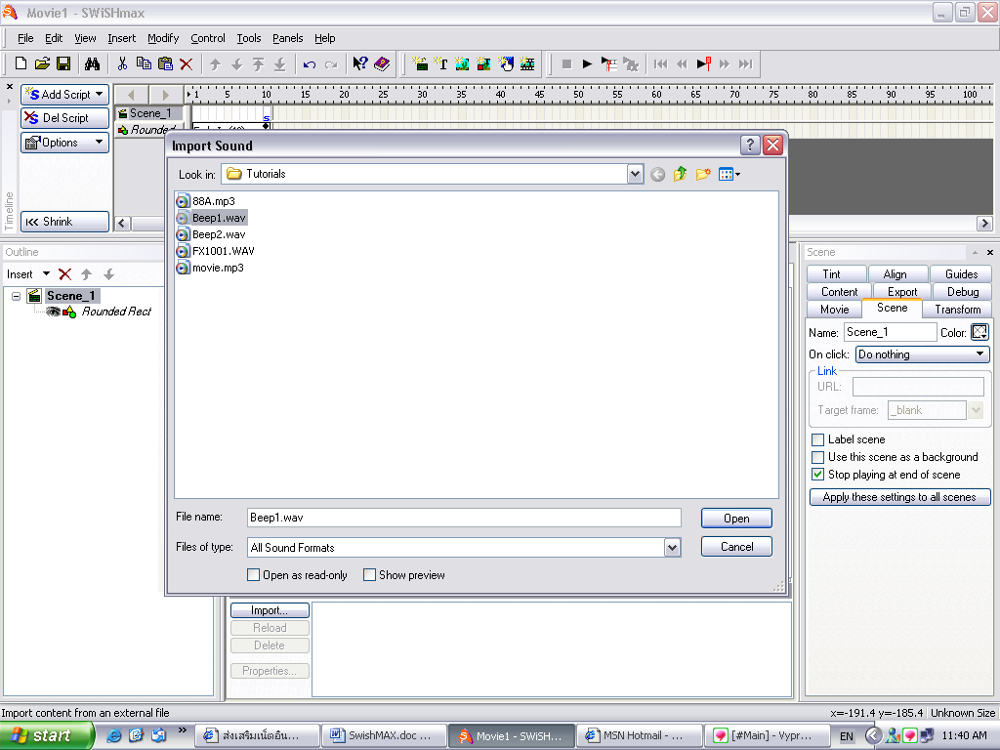 Movie1 - SWiSHmax
File Edit View Insert Modify Control Tools Panels Help
Add Script
1 5 10 15 20 25 30 35 40 45 50 55 60 65 70 75 80 85 90 95 100
Del Script
Scene_1
Options
Rounded
Timeline
Shrink
Import Sound
Look in: Tutorials
88A.mp3
Beep1.wav
Beep2.wav
FX1001.WAV
movie.mp3
File name: Beep1.wav
Open
Files of type: All Sound Formats
Cancel
Open as read-only Show preview
Outline
Insert
Scene_1
Rounded Rect
Import...
Reload
Delete
Properties...
Scene
Tint Align Guides
Content Export Debug
Movie Scene Transform
Name: Scene_1 Color:
On click: Do nothing
Link
URL:
Target frame: _blank
Label scene
Use this scene as a background
Stop playing at end of scene
Apply these settings to all scenes
Import content from an external file
x=-191.4 y=-185.4 Unknown Size
start
ส่งเสริมเน็ตอิน...
SwishMAX.doc ...
Movie1 - SWiSH...
MSN Hotmail - ...
[#Main] - Vypr...
EN
11:40 AM